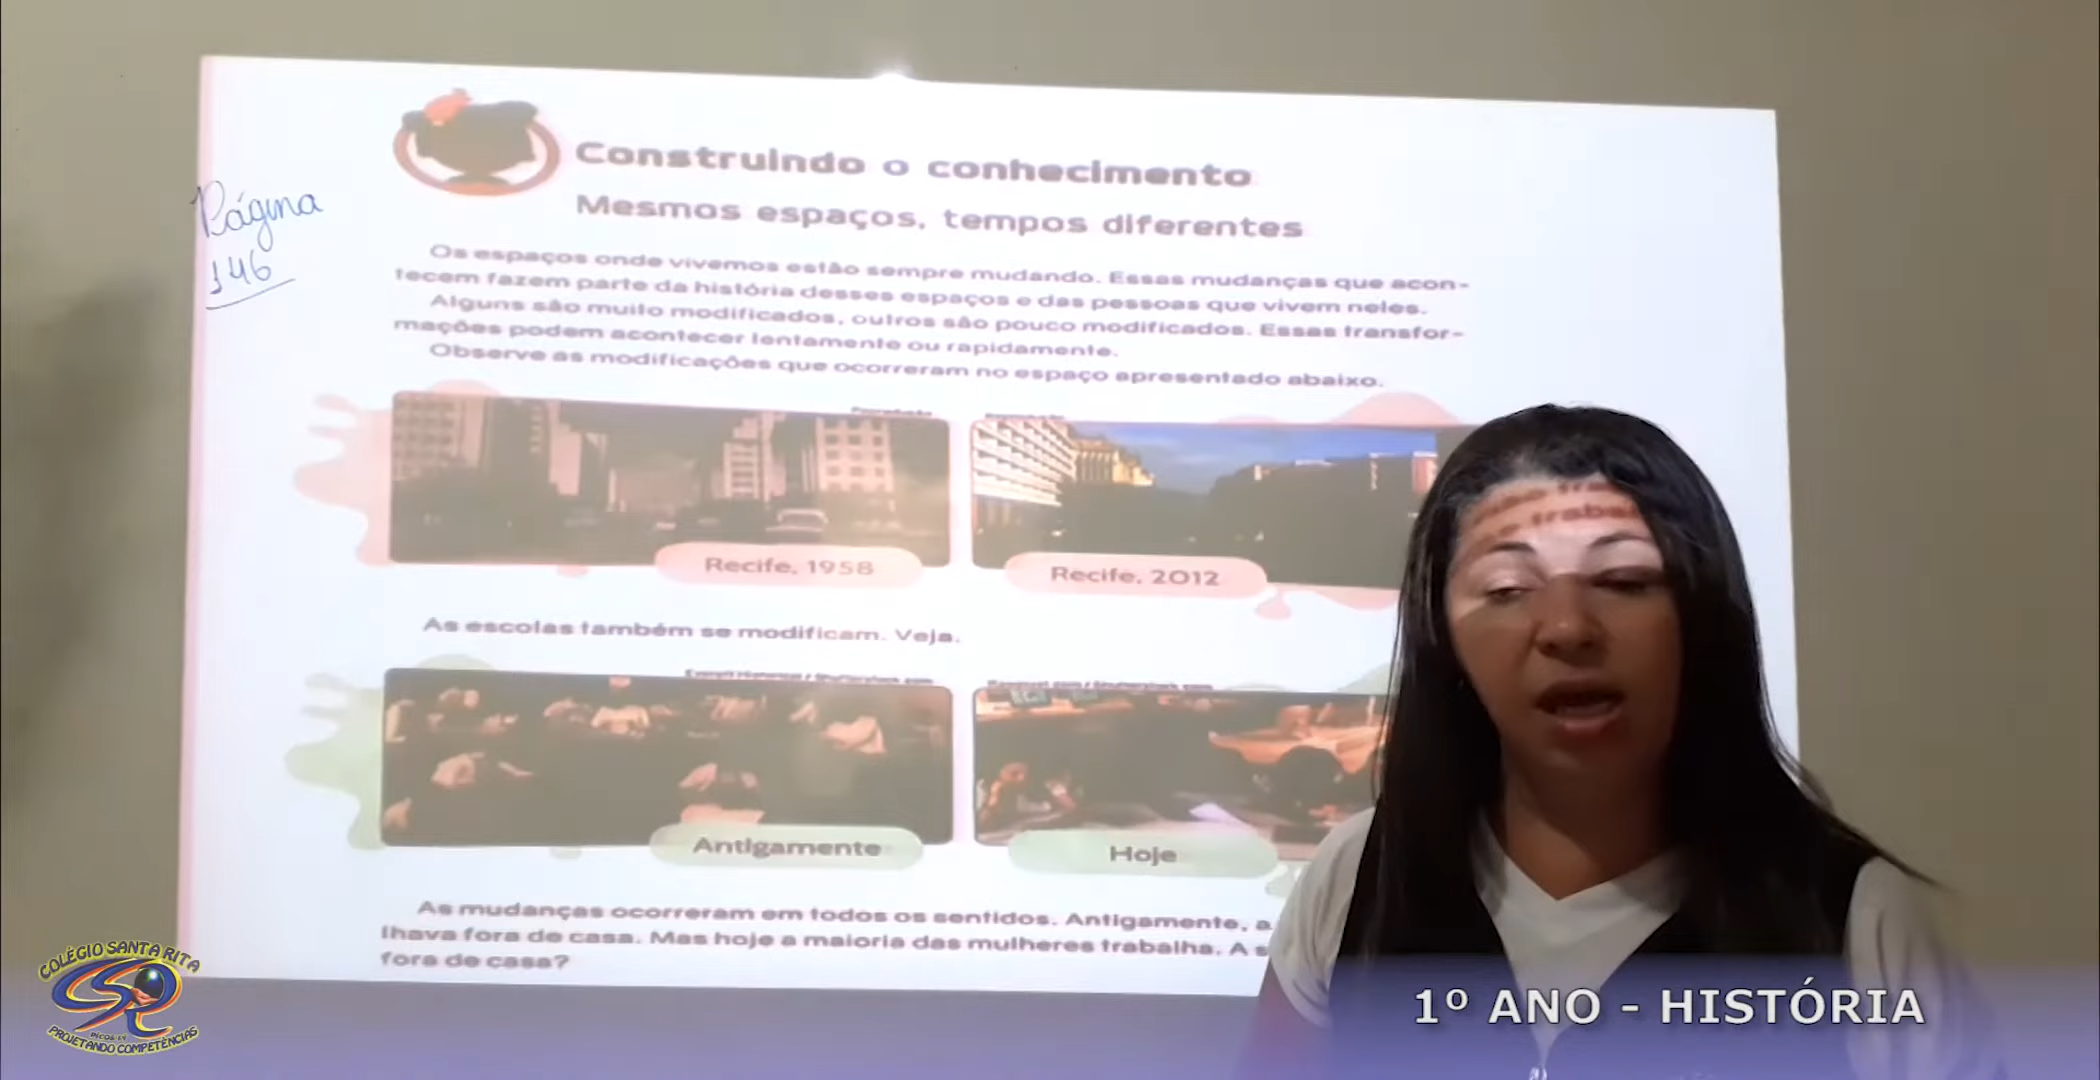 Página
146
Construindo o conhecimento
Mesmos espaços, tempos diferentes
Os espaços onde vivemos estão sempre mudando. Essas mudanças que acon-
tecem fazem parte da história desses espaços e das pessoas que vivem neles.
Alguns são muito modificados, outros são pouco modificados. Essas transfor-
mações podem acontecer lentamente ou rapidamente.
Observe as modificações que ocorreram no espaço apresentado abaixo.
Recife, 1958
Recife, 2012
As escolas também se modificam. Veja.
Everett Historical / Shutterstock.com
Antigamente
Hoje
As mudanças ocorreram em todos os sentidos. Antigamente, a
lhava fora de casa. Mas hoje a maioria das mulheres trabalha. A s
fora de casa?
COLÉGIO SANTA RITA
PROJETANDO COMPETÊNCIAS
1º ANO - HISTÓRIA